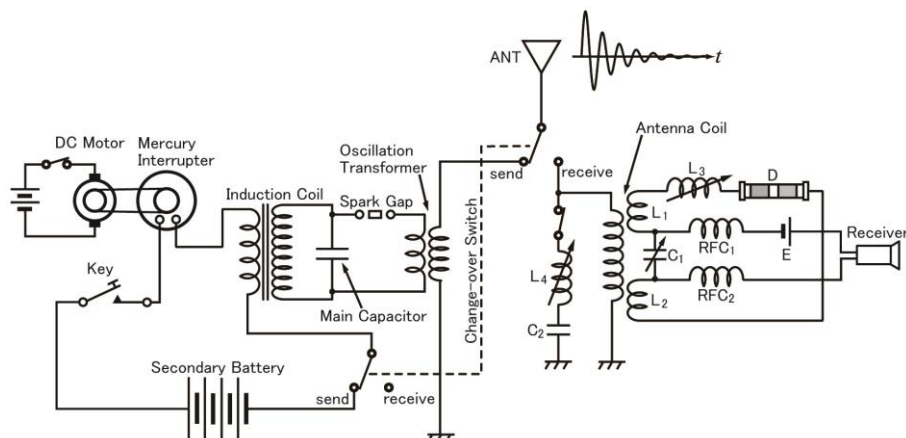 ANT
t
DC Motor
Mercury
Interrupter
Oscillation
Transformer
Antenna Coil
send
receive
Induction Coil
Spark Gap
L3
D
L1
C1
RFC1
E
Receiver
Key
Main Capacitor
Change-over Switch
L4
C2
L2
RFC2
Secondary Battery
send
receive